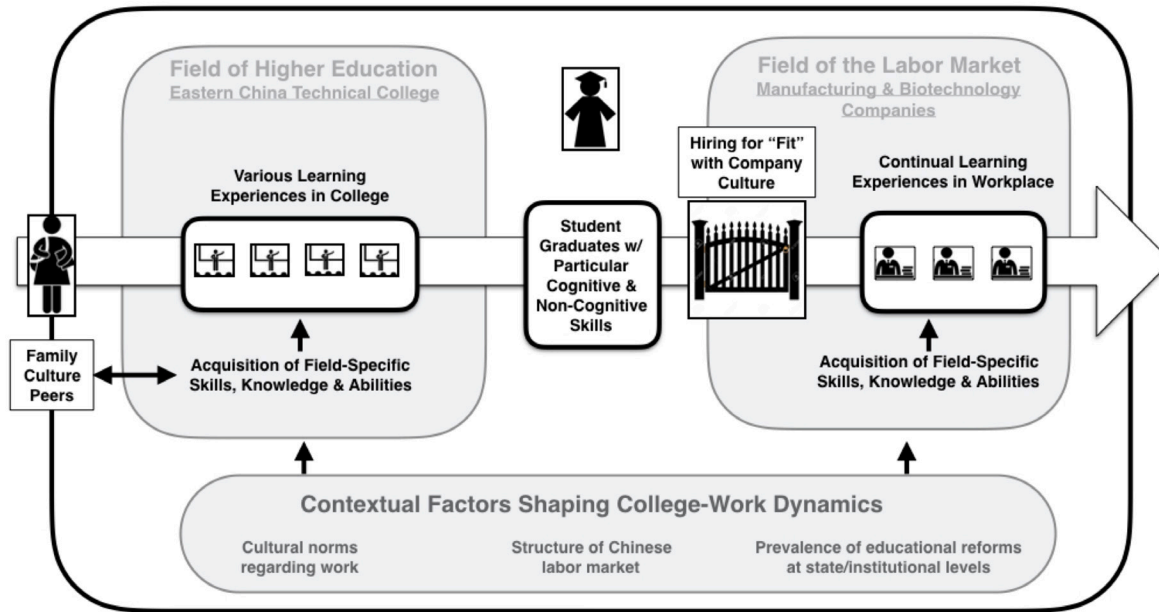 Field of Higher Education
Eastern China Technical College
Various Learning
Experiences in College
Acquisition of Field-Specific
Skills, Knowledge & Abilities
Family
Culture
Peers
Student
Graduates w/
Particular
Cognitive &
Non-Cognitive
Skills
Hiring for “Fit”
with Company
Culture
Field of the Labor Market
Manufacturing & Biotechnology
Companies
Continual Learning
Experiences in Workplace
Acquisition of Field-Specific
Skills, Knowledge & Abilities
Contextual Factors Shaping College-Work Dynamics
Cultural norms
regarding work
Structure of Chinese
labor market
Prevalence of educational reforms
at state/institutional levels